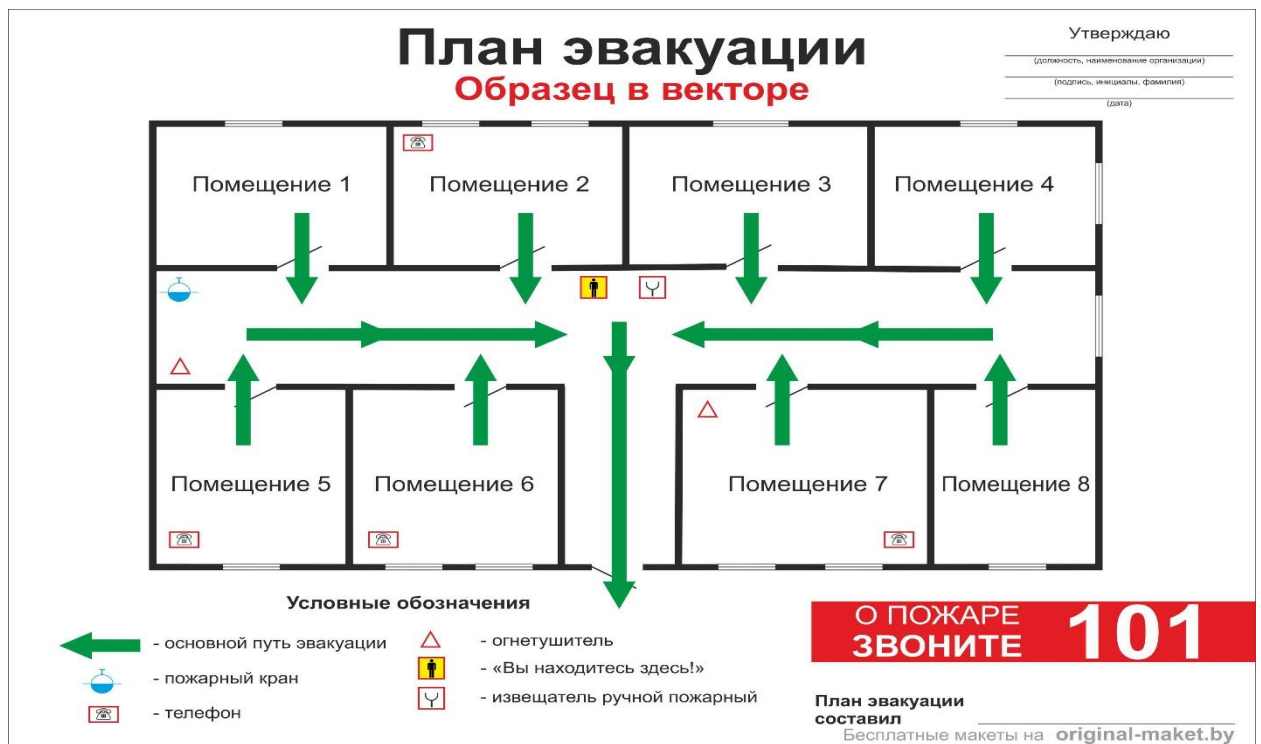 План эвакуации
Образец в векторе
Утверждаю
(должность, наименование организации)
(подпись, инициалы, фамилия)
(дата)
Помещение 1
Помещение 2
Помещение 3
Помещение 4
Помещение 5
Помещение 6
Помещение 7
Помещение 8
Условные обозначения
- основной путь эвакуации
- пожарный кран
- телефон
- огнетушитель
- «Вы находитесь здесь!»
- извещатель ручной пожарный
О ПОЖАРЕ
ЗВОНИТЕ
101
План эвакуации
составил
Бесплатные макеты на original-maket.by